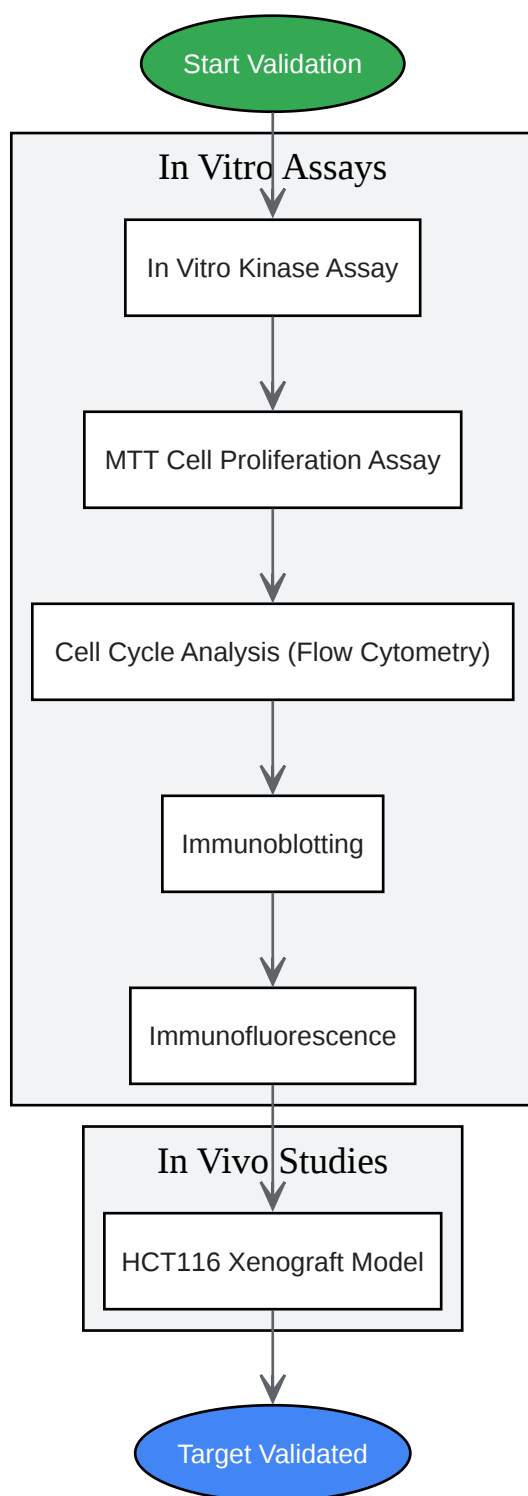 Start Validation
In Vitro Assays
In Vitro Kinase Assay
MTT Cell Proliferation Assay
Cell Cycle Analysis (Flow Cytometry)
Immunoblotting
Immunofluorescence
In Vivo Studies
HCT116 Xenograft Model
Target Validated